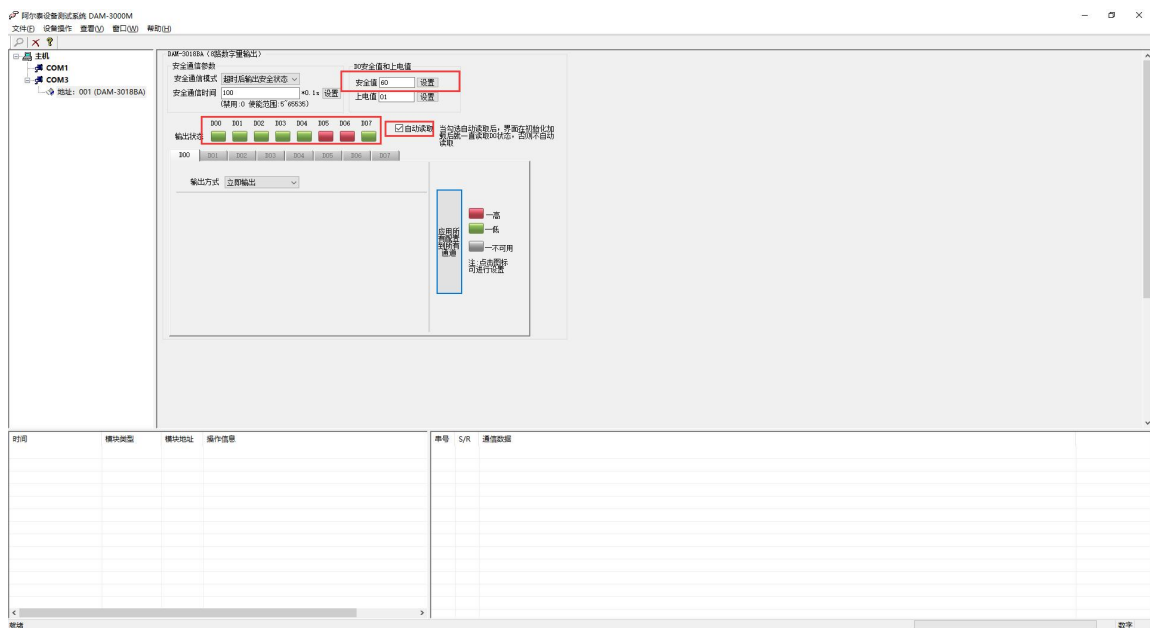 阿尔泰设备测试系统 DAM-3000M
文件(F) 设备操作 查看(V) 窗口(W) 帮助(H)
主机
COM1
COM3
地址: 001 (DAM-3018BA)
DAM-3018BA (8路数字量输出)
安全通信参数
安全通信模式 超时后输出安全状态
安全通信时间 100 *0.1s 设置
(禁用:0 使能范围:5~65535)
DO安全值和上电值
安全值 60 设置
上电值 01 设置
DO0 DO1 DO2 DO3 DO4 DO5 DO6 DO7
输出状态
自动读取
当勾选自动读取后，界面在初始化加
载后就一直读取DO状态，否则不自动
读取
DO0 DO1 DO2 DO3 DO4 DO5 DO6 DO7
输出方式 立即输出
应用所
有配置
到所有
通道
—高
—低
—不可用
注:点击图标
可进行设置
时间 模块类型 模块地址 操作信息
串号 S/R 通信数据
就绪
数字